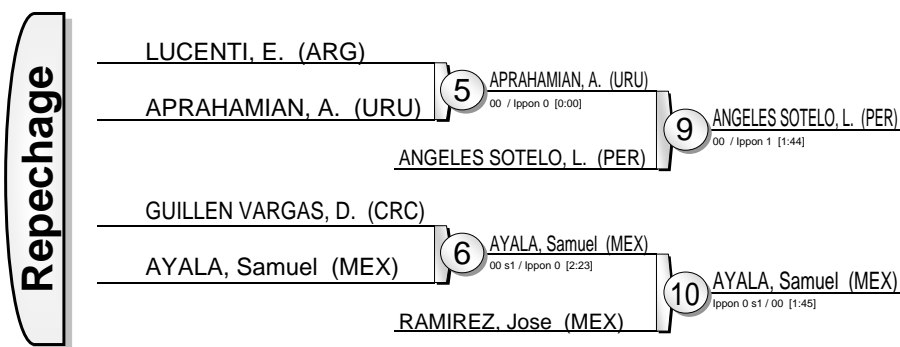 Repechage
LUCENTI, E. (ARG)
APRAHAMIAN, A. (URU)
5
APRAHAMIAN, A. (URU)
00 / Ippon 0 [0:00]
ANGELES SOTELO, L. (PER)
9
ANGELES SOTELO, L. (PER)
00 / Ippon 1 [1:44]
GUILLEN VARGAS, D. (CRC)
AYALA, Samuel (MEX)
6
AYALA, Samuel (MEX)
00 s1 / Ippon 0 [2:23]
RAMIREZ, Jose (MEX)
10
AYALA, Samuel (MEX)
Ippon 0 s1 / 00 [1:45]